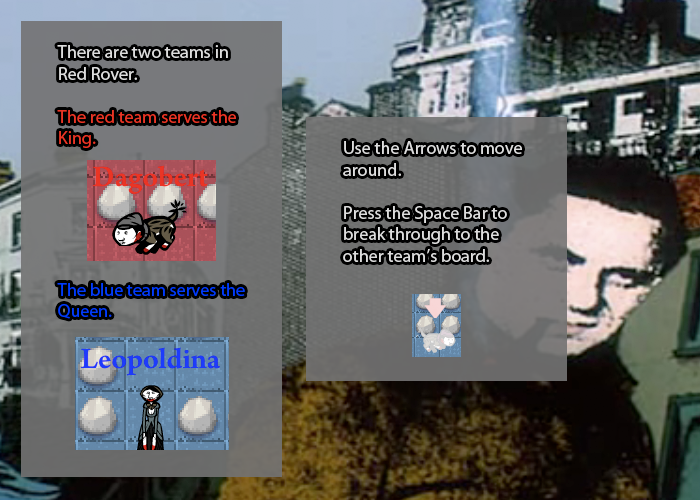 There are two teams in
Red Rover.
The red team serves the
King.
Dagobert
The blue team serves the
Queen.
Leopoldina
Use the Arrows to move
around.
Press the Space Bar to
break through to the
other team's board.